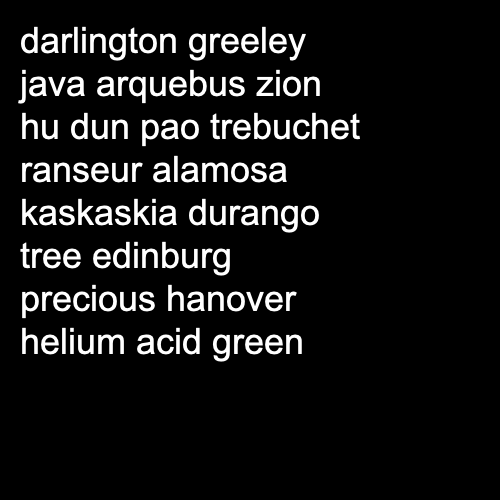 darlington greeley
java arquebus zion
hu dun pao trebuchet
ranseur alamosa
kaskaskia durango
tree edinburg
precious hanover
helium acid green